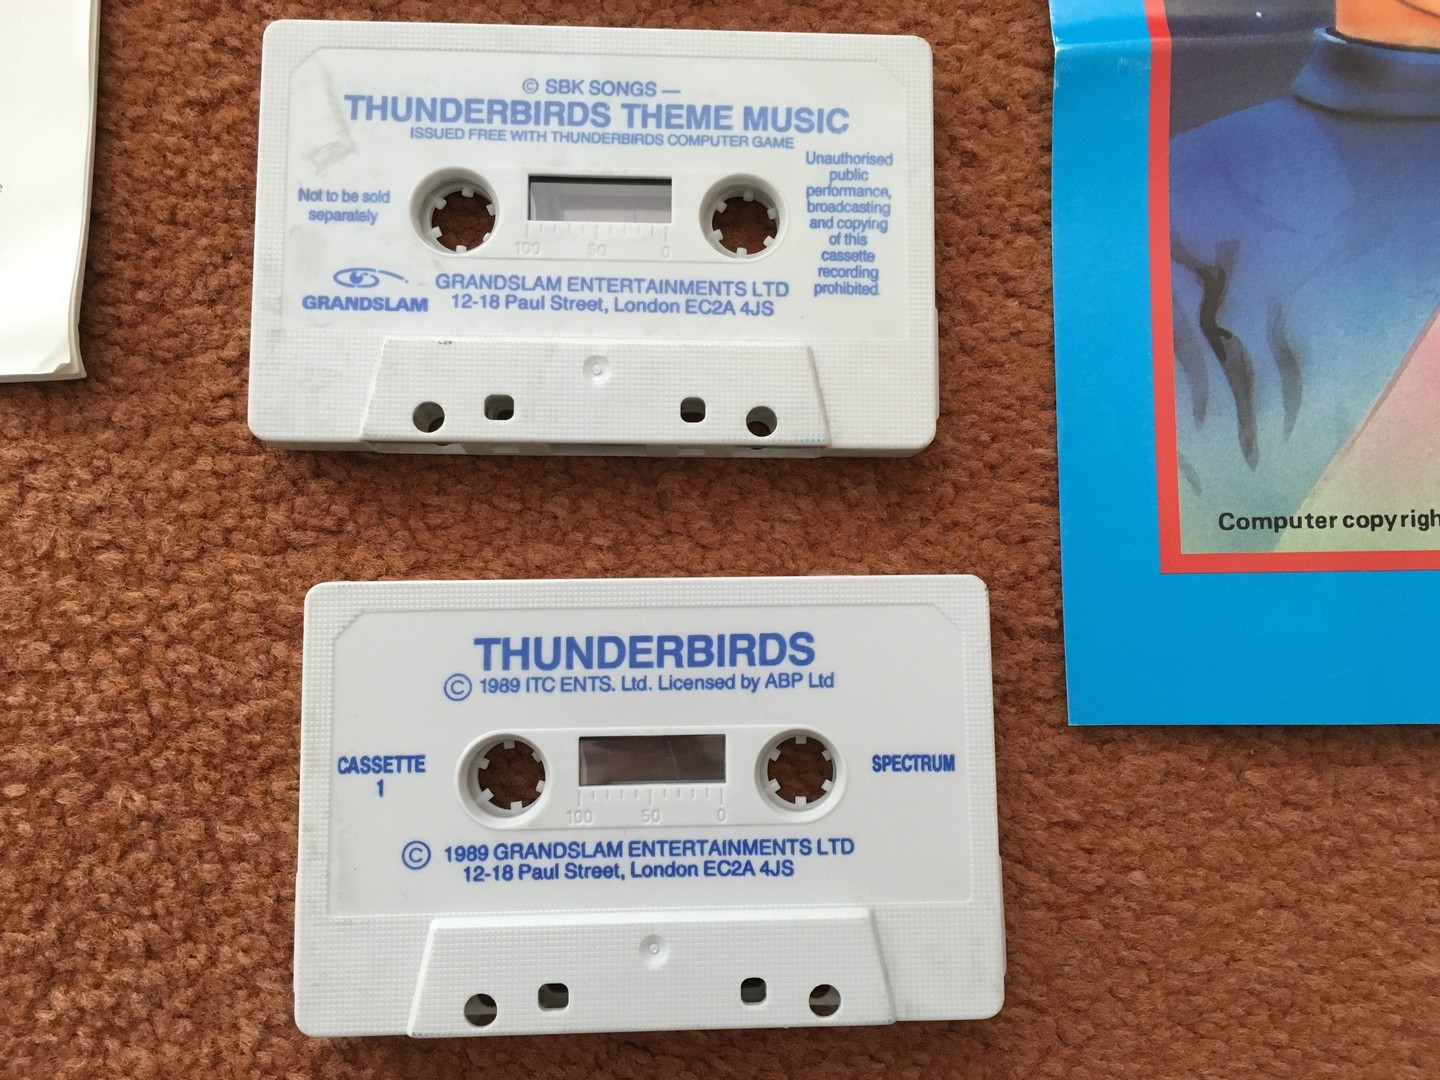 © SBK SONGS —
THUNDERBIRDS THEME MUSIC
ISSUED FREE WITH THUNDERBIRDS COMPUTER GAME
Not to be sold
separately
Unauthorised
public
performance,
broadcasting
and copying
of this
cassette
recording
prohibited.
100 50 0
GRANDSLAM
GRANDSLAM ENTERTAINMENTS LTD
12-18 Paul Street, London EC2A 4JS
Computer copyrigh
THUNDERBIRDS
© 1989 ITC ENTS. Ltd. Licensed by ABP Ltd
CASSETTE
1
SPECTRUM
100 50 0
© 1989 GRANDSLAM ENTERTAINMENTS LTD
12-18 Paul Street, London EC2A 4JS